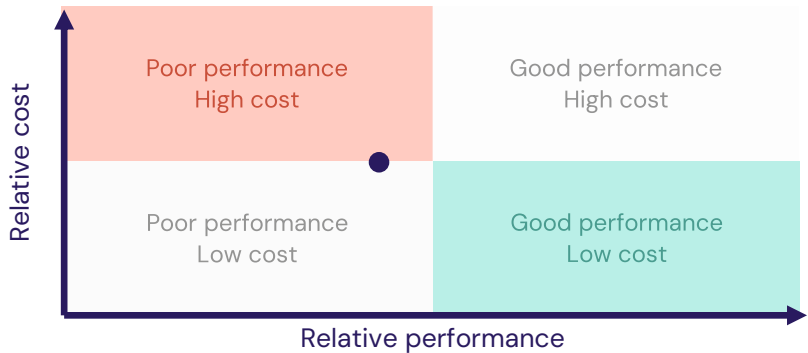 Relative cost
Poor performance
High cost
Good performance
High cost
Poor performance
Low cost
Good performance
Low cost
Relative performance